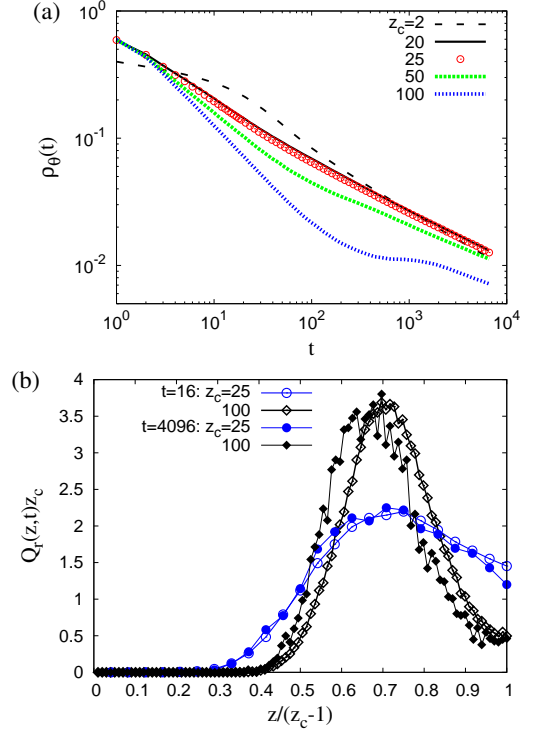 (a)
z_c=2
20
25
50
100
10^0
10^-1
10^-2
ρ_θ(t)
10^0 10^1 10^2 10^3 10^4
t
(b)
t=16: z_c=25
100
t=4096: z_c=25
100
4
3.5
3
2.5
2
1.5
1
0.5
0
Q_r(z,t)z_c
0 0.1 0.2 0.3 0.4 0.5 0.6 0.7 0.8 0.9 1
z/(z_c-1)